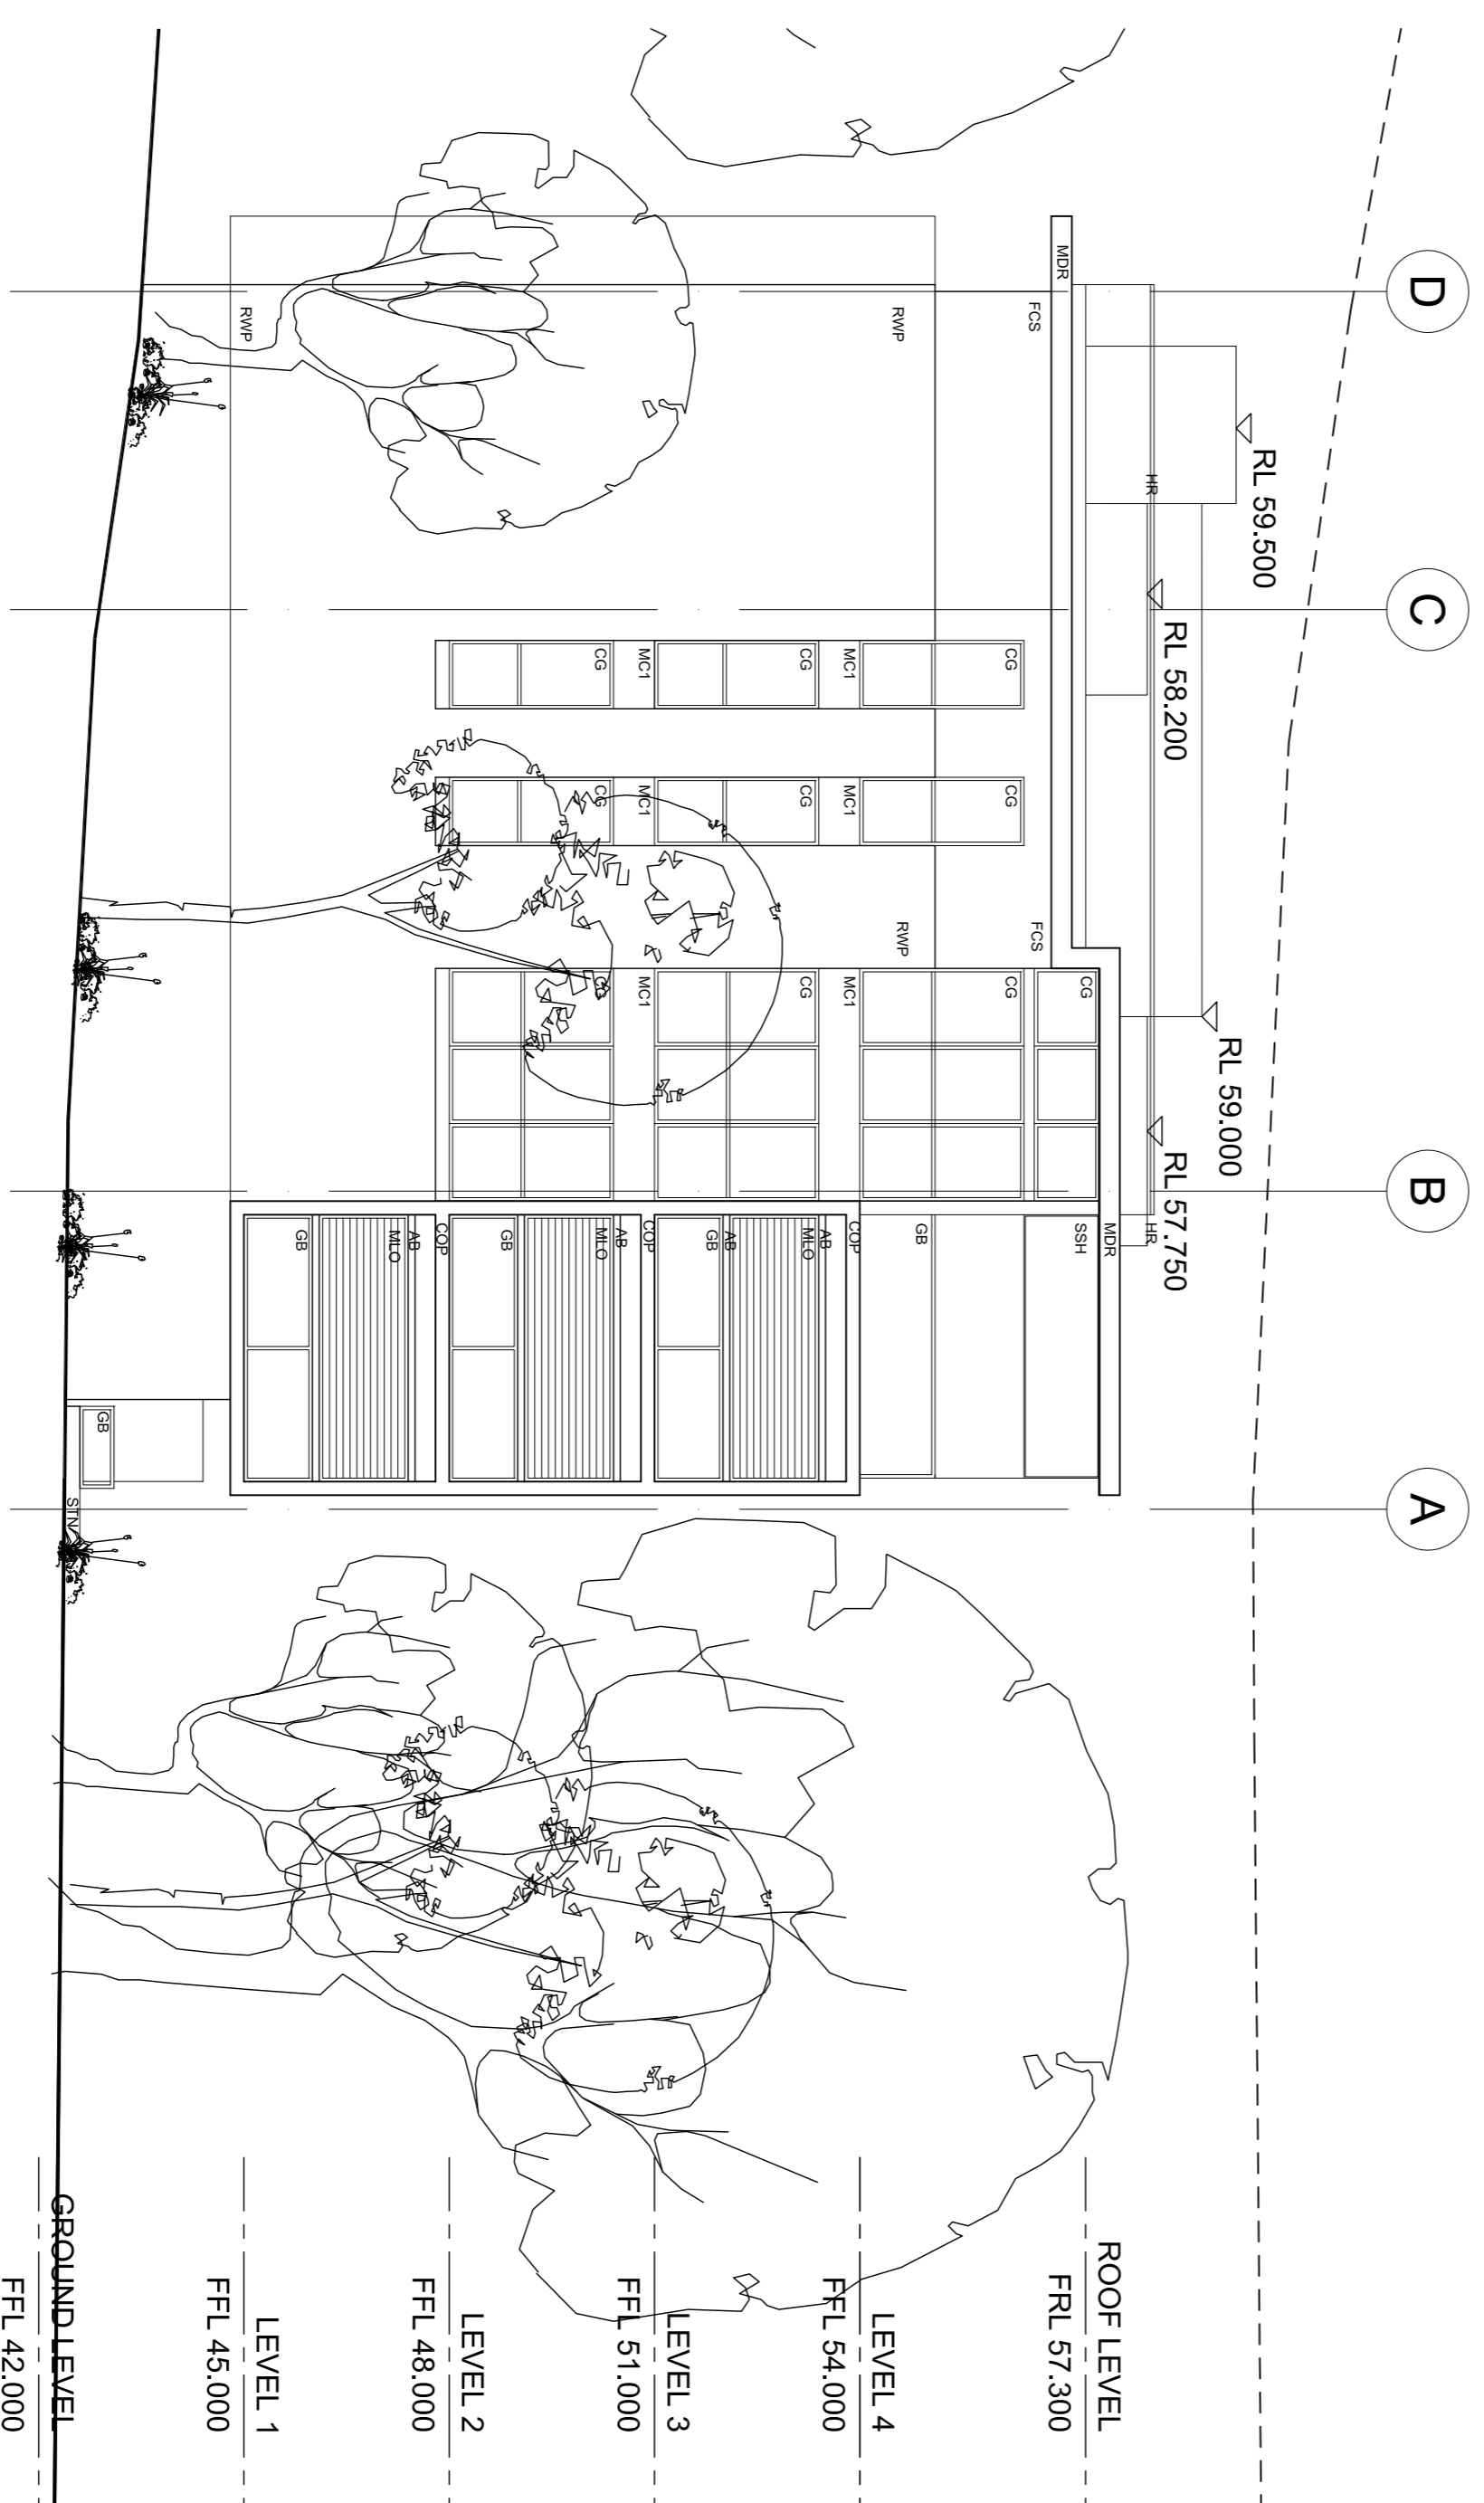 D
C
B
A
RL 59.500
RL 58.200
RL 59.000
RL 57.750
HR
HR
MDR
MDR
FCS
FCS
SSH
CG
CG
CG
CG
RWP
RWP
GB
MC1
MC1
MC1
COP
CG
CG
CG
AB
MLO
AB
GB
MC1
MC1
MC1
COP
CG
CG
CG
AB
MLO
GB
COP
AB
MLO
GB
RWP
GB
STN
ROOF LEVEL
FRL 57.300
LEVEL 4
FFL 54.000
LEVEL 3
FFL 51.000
LEVEL 2
FFL 48.000
LEVEL 1
FFL 45.000
GROUND LEVEL
FFL 42.000